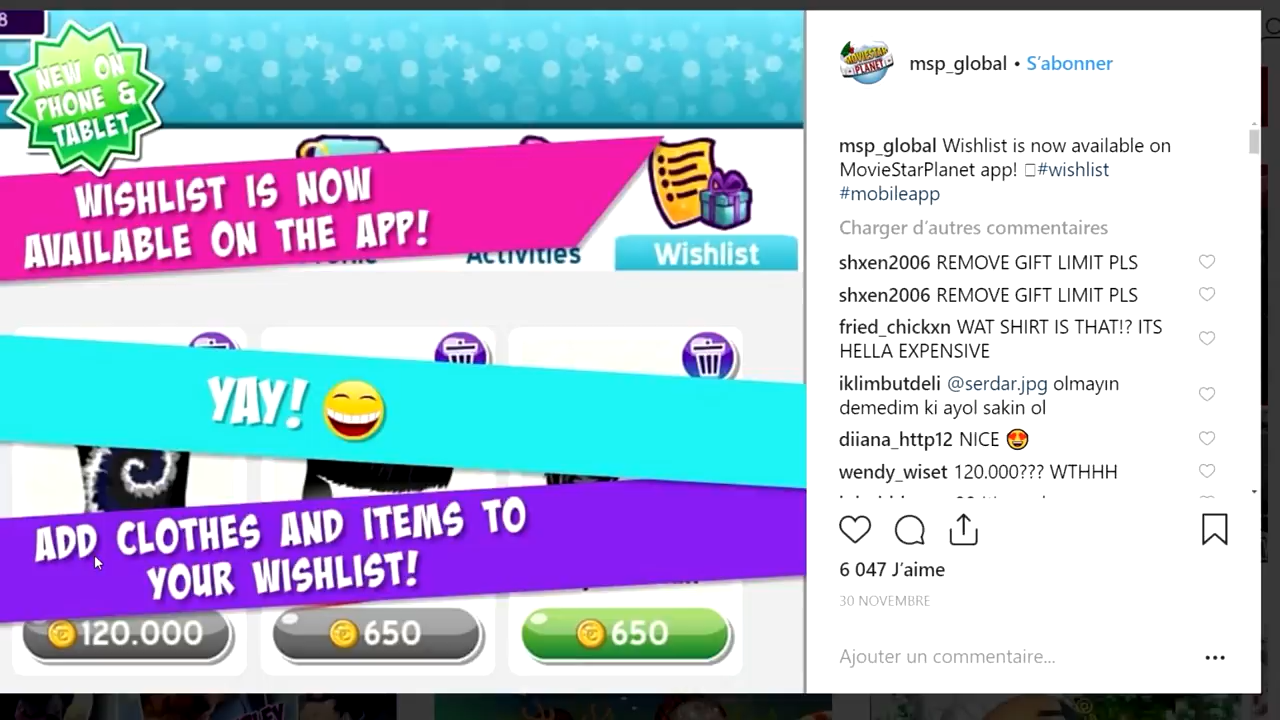 8
NEW ON
PHONE &
TABLET
WISHLIST IS NOW
AVAILABLE ON THE APP!
Activities
Wishlist
YAY! 😄
ADD CLOTHES AND ITEMS TO
YOUR WISHLIST!
120.000
650
650
MOVIESTAR
PLANET
msp_global • S'abonner
msp_global Wishlist is now available on
MovieStarPlanet app! #wishlist
#mobileapp
Charger d'autres commentaires
shxen2006 REMOVE GIFT LIMIT PLS
shxen2006 REMOVE GIFT LIMIT PLS
fried_chickxn WAT SHIRT IS THAT!? ITS
HELLA EXPENSIVE
iklimbutdeli @serdar.jpg olmayın
demedim ki ayol sakin ol
diiana_http12 NICE 😍
wendy_wiset 120.000??? WTHHH
6 047 J'aime
30 NOVEMBRE
Ajouter un commentaire...